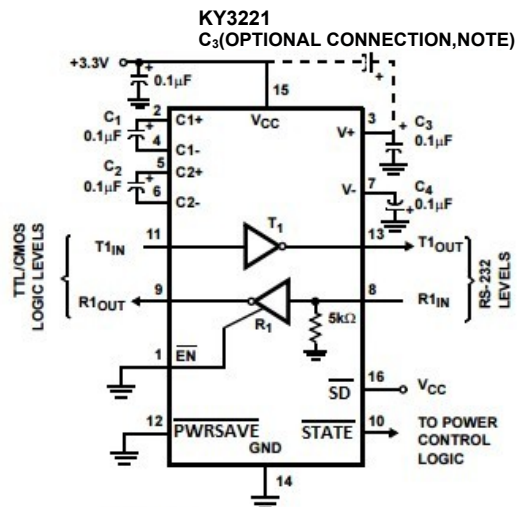 KY3221
C3(OPTIONAL CONNECTION,NOTE)
+3.3V
+
0.1µF
+
15
VCC
2
C1+
C1
0.1µF
+
4
C1-
5
C2+
C2
0.1µF
+
6
C2-
3
V+
+
C3
0.1µF
7
V-
C4
0.1µF
+
TTL/CMOS
LOGIC LEVELS
T1IN
11
T1
13
T1OUT
R1OUT
9
R1
8
R1IN
5kΩ
RS-232
LEVELS
1
EN
16
SD
VCC
12
PWRSAVE
STATE
10
TO POWER
CONTROL
LOGIC
GND
14